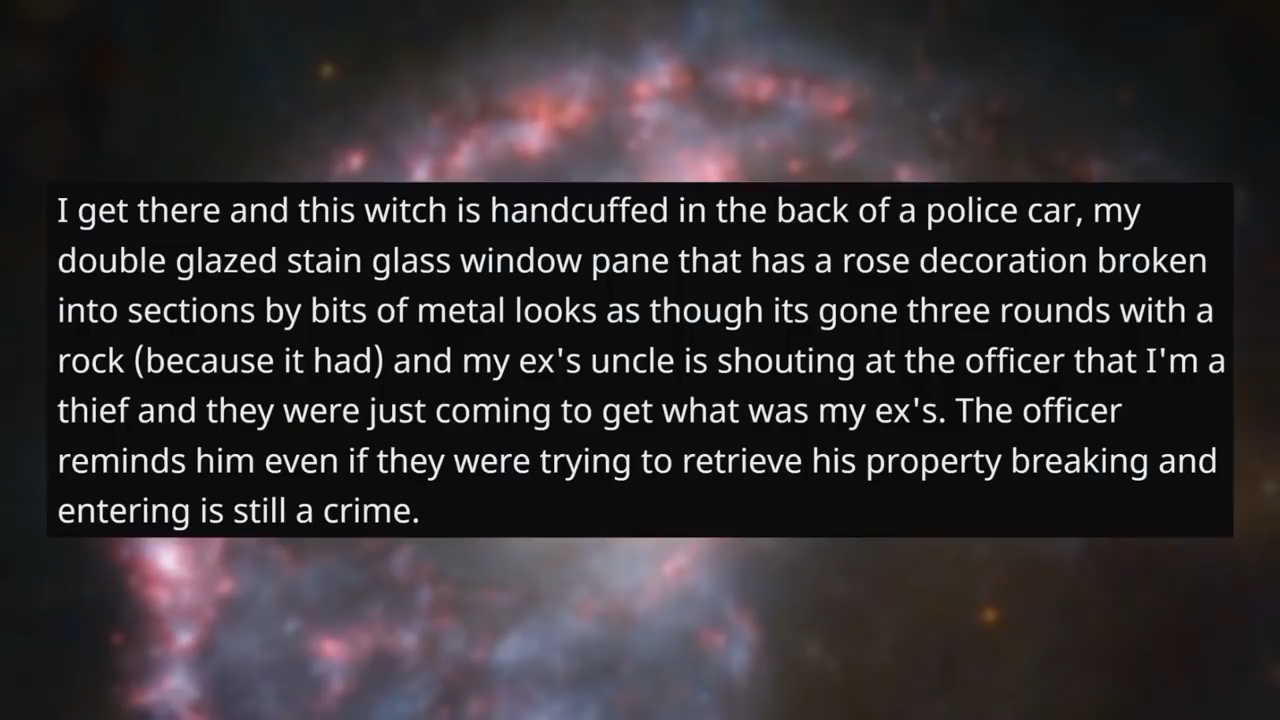 I get there and this witch is handcuffed in the back of a police car, my
double glazed stain glass window pane that has a rose decoration broken
into sections by bits of metal looks as though its gone three rounds with a
rock (because it had) and my ex's uncle is shouting at the officer that I'm a
thief and they were just coming to get what was my ex's. The officer
reminds him even if they were trying to retrieve his property breaking and
entering is still a crime.